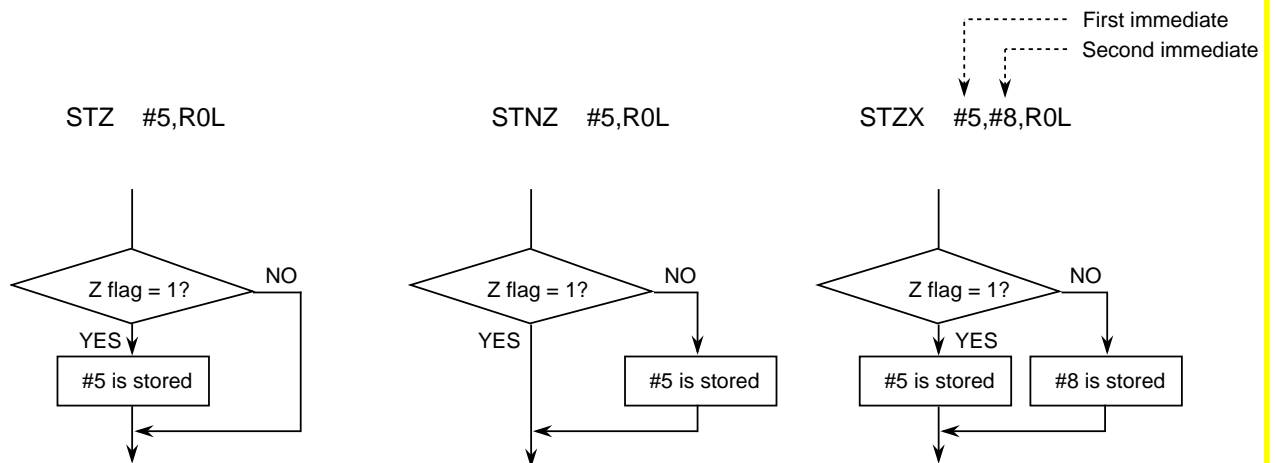 First immediate
Second immediate
STZ #5,R0L
STNZ #5,R0L
STZX #5,#8,R0L
Z flag = 1?
NO
YES
#5 is stored
Z flag = 1?
NO
YES
#5 is stored
Z flag = 1?
NO
YES
#5 is stored
#8 is stored